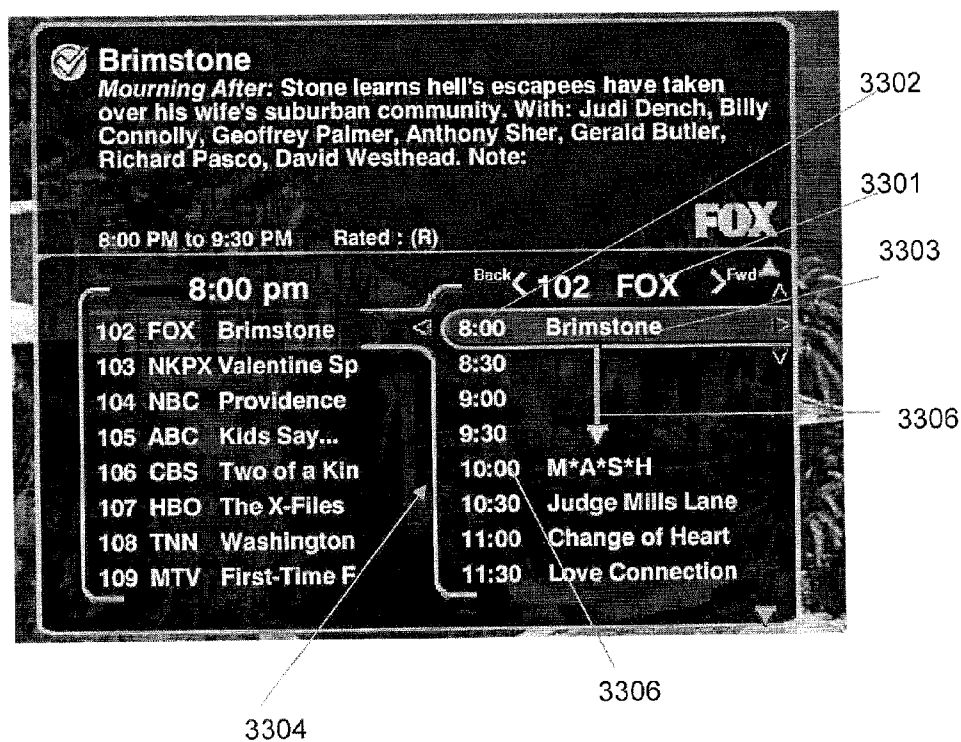 Brimstone
Mourning After: Stone learns hell's escapees have taken
over his wife's suburban community. With: Judi Dench, Billy
Connolly, Geoffrey Palmer, Anthony Sher, Gerald Butler,
Richard Pasco, David Westhead. Note:
8:00 PM to 9:30 PM Rated : (R)
FOX
8:00 pm
102 FOX Brimstone
103 NKPX Valentine Sp
104 NBC Providence
105 ABC Kids Say...
106 CBS Two of a Kin
107 HBO The X-Files
108 TNN Washington
109 MTV First-Time F
Back 102 FOX Fwd
8:00 Brimstone
8:30
9:00
9:30
10:00 M*A*S*H
10:30 Judge Mills Lane
11:00 Change of Heart
11:30 Love Connection
3302
3301
3303
3306
3306
3304